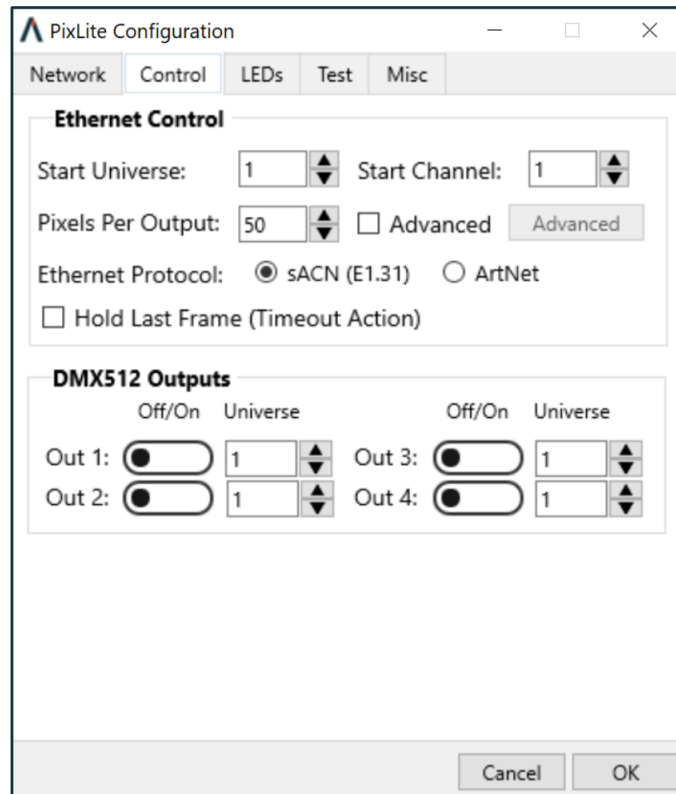 PixLite Configuration
Network Control LEDs Test Misc
Ethernet Control
Start Universe: 1 Start Channel: 1
Pixels Per Output: 50 Advanced Advanced
Ethernet Protocol: sACN (E1.31) ArtNet
Hold Last Frame (Timeout Action)
DMX512 Outputs
Off/On Universe Off/On Universe
Out 1: 1 Out 3: 1
Out 2: 1 Out 4: 1
Cancel OK